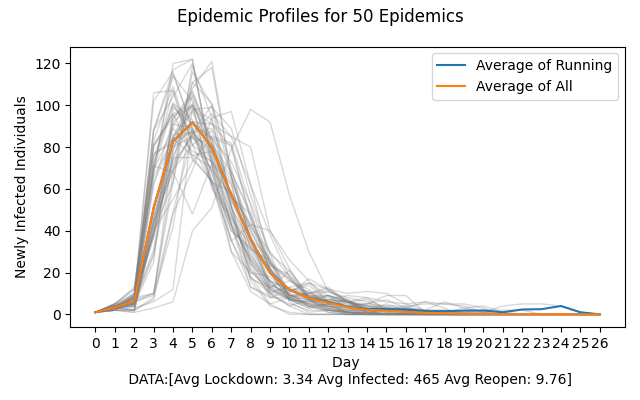 Epidemic Profiles for 50 Epidemics
Newly Infected Individuals
120
100
80
60
40
20
0
Average of Running
Average of All
0 1 2 3 4 5 6 7 8 9 10 11 12 13 14 15 16 17 18 19 20 21 22 23 24 25 26
Day
DATA:[Avg Lockdown: 3.34 Avg Infected: 465 Avg Reopen: 9.76]